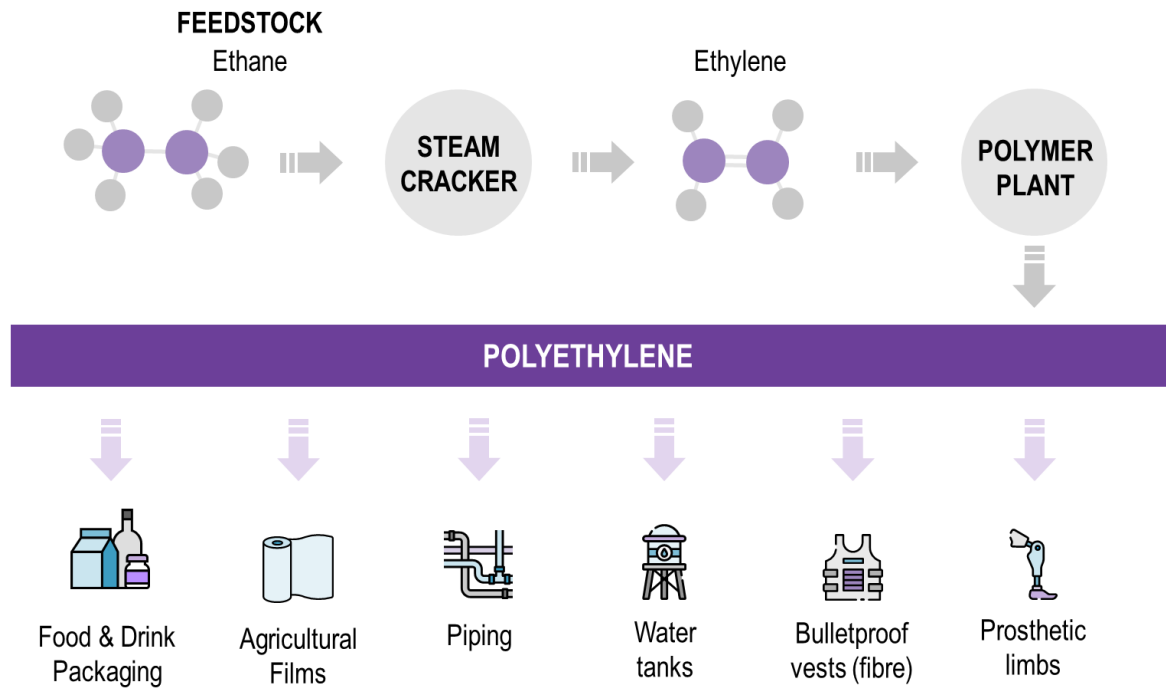 FEEDSTOCK
Ethane
Ethylene
STEAM
CRACKER
POLYMER
PLANT
POLYETHYLENE
Food & Drink
Packaging
Agricultural
Films
Piping
Water
tanks
Bulletproof
vests (fibre)
Prosthetic
limbs